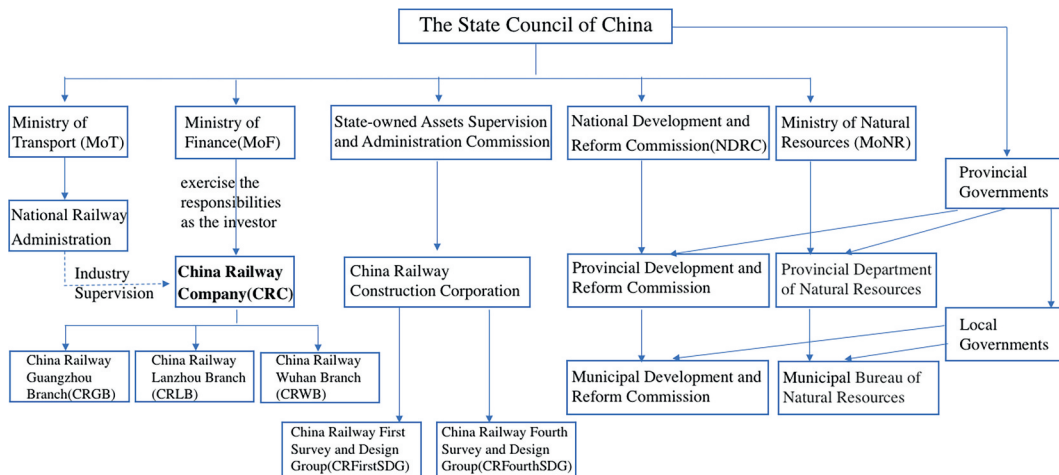 The State Council of China
Ministry of
Transport (MoT)
Ministry of
Finance(MoF)
State-owned Assets Supervision
and Administration Commission
National Development and
Reform Commission(NDRC)
Ministry of Natural
Resources (MoNR)
Provincial
Governments
exercise the
responsibilities
as the investor
National Railway
Administration
Industry
Supervision
China Railway
Company(CRC)
China Railway
Construction Corporation
Provincial Development and
Reform Commission
Provincial Department
of Natural Resources
Local
Governments
China Railway
Guangzhou
Branch(CRGB)
China Railway
Lanzhou Branch
(CRLB)
China Railway
Wuhan Branch
(CRWB)
Municipal Development and
Reform Commission
Municipal Bureau of
Natural Resources
China Railway First
Survey and Design
Group(CRFirstSDG)
China Railway Fourth
Survey and Design
Group(CRFourthSDG)